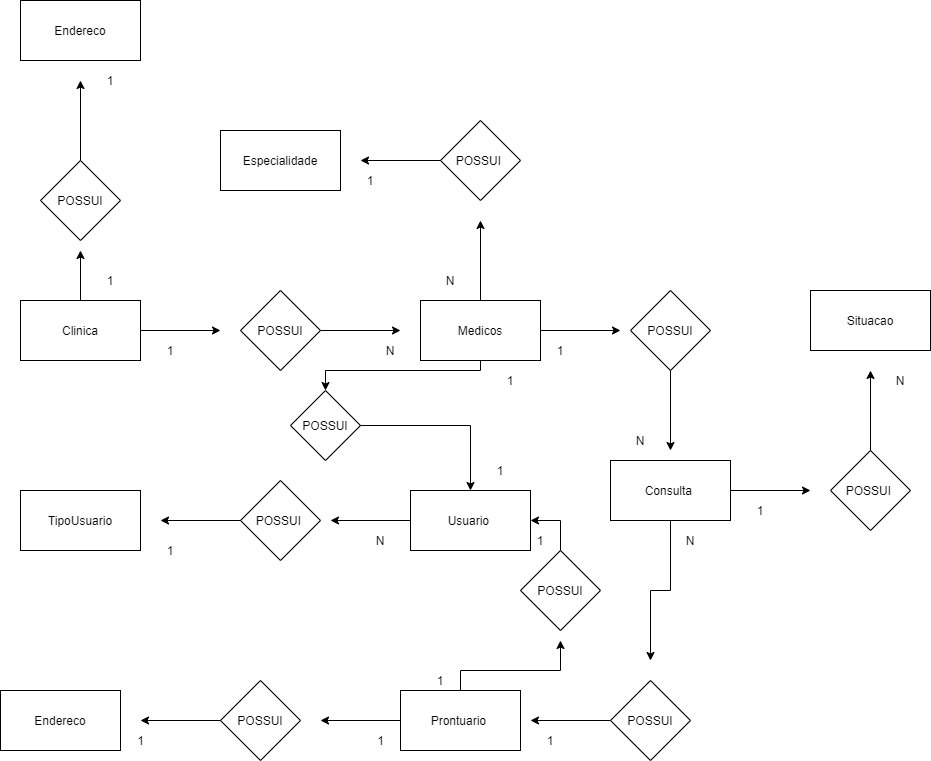 Endereco
1
POSSUI
Especialidade
1
POSSUI
1
N
Clinica
1
POSSUI
N
Medicos
1
POSSUI
Situacao
1
N
POSSUI
N
1
Consulta
1
POSSUI
TipoUsuario
1
POSSUI
N
Usuario
1
N
POSSUI
1
Endereco
1
POSSUI
1
Prontuario
1
POSSUI